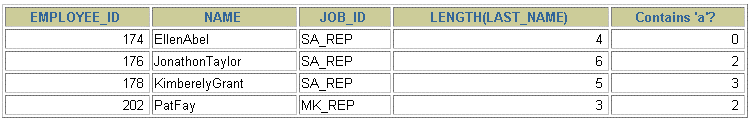 EMPLOYEE_ID NAME JOB_ID LENGTH(LAST_NAME) Contains 'a'?
174 EllenAbel SA_REP 4 0
176 JonathonTaylor SA_REP 6 2
178 KimberelyGrant SA_REP 5 3
202 PatFay MK_REP 3 2